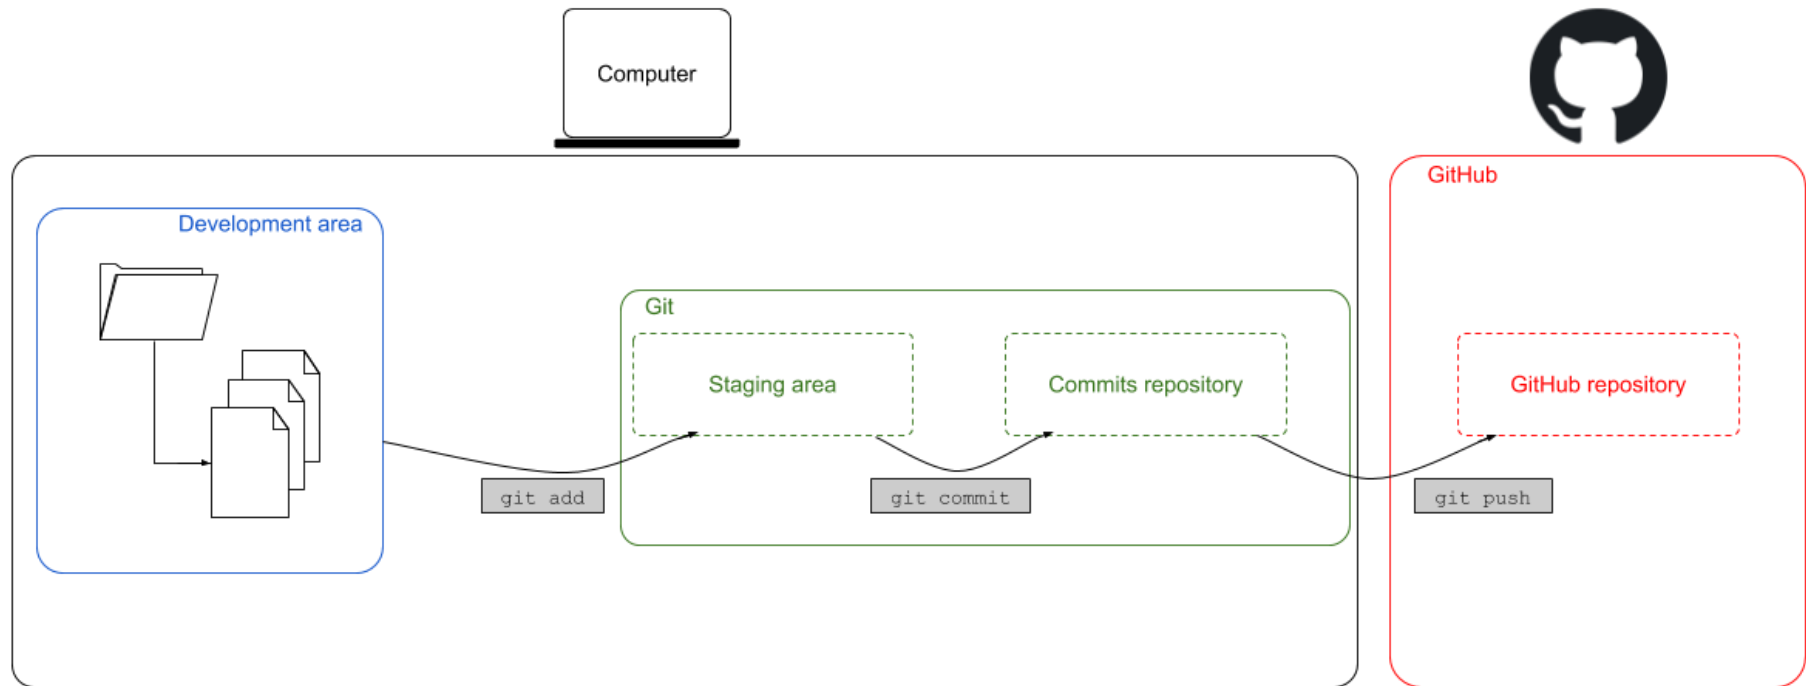 Computer
GitHub
Development area
Git
Staging area
Commits repository
GitHub repository
git add
git commit
git push